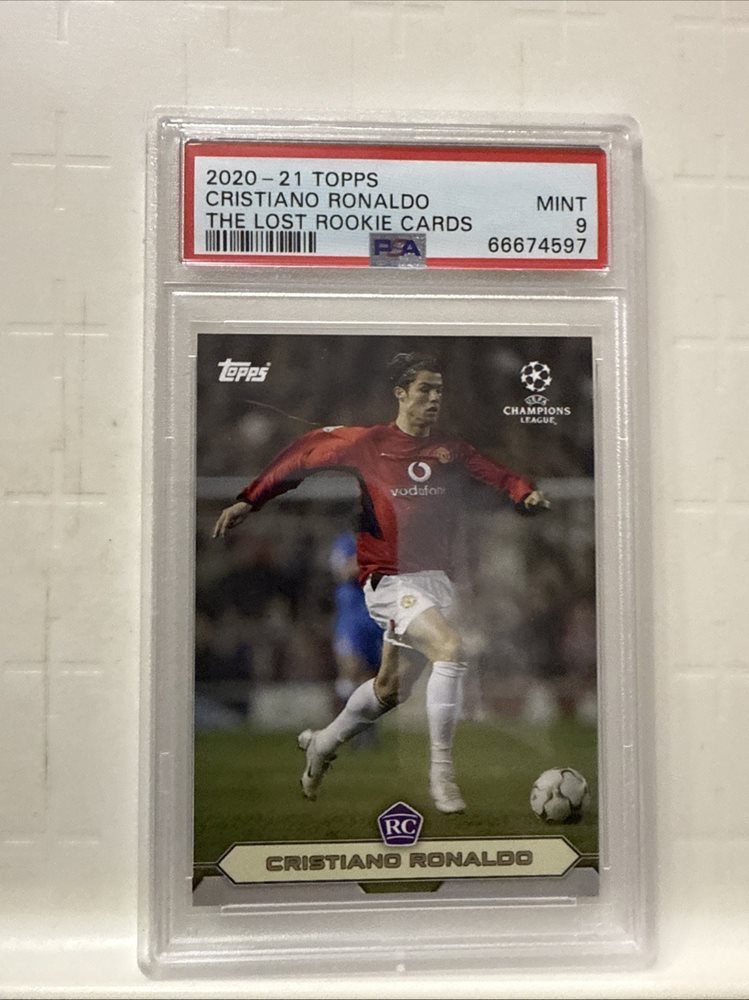 2020-21 TOPPS
CRISTIANO RONALDO
MINT
THE LOST ROOKIE CARDS
9
PSA
66674597
Topps
UEFA
CHAMPIONS
LEAGUE
vodafone
RC
CRISTIANO RONALDO